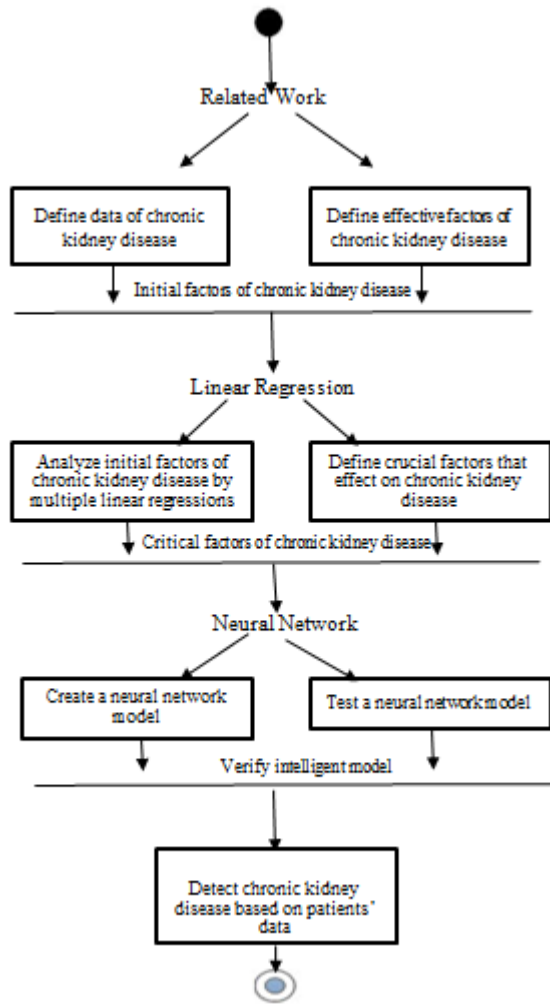 Related Work
Define data of chronic
kidney disease
Define effective factors of
chronic kidney disease
Initial factors of chronic kidney disease
Linear Regression
Analyze initial factors of
chronic kidney disease by
multiple linear regressions
Define crucial factors that
effect on chronic kidney
disease
Critical factors of chronic kidney disease
Neural Network
Create a neural network
model
Test a neural network model
Verify intelligent model
Detect chronic kidney
disease based on patients'
data